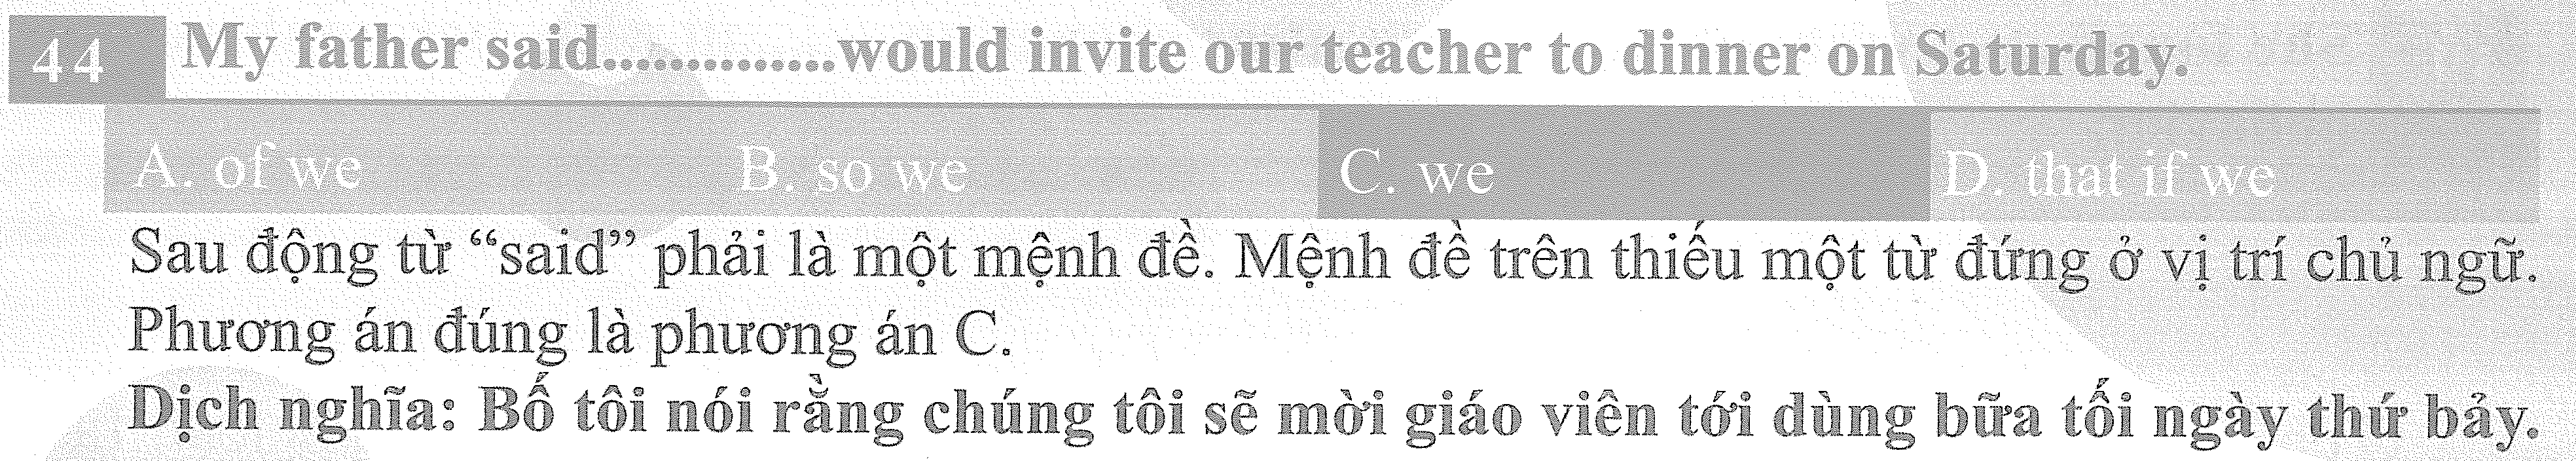 44 My father said..............would invite our teacher to dinner on Saturday.
A. of we B. so we C. we D. that if we
Sau động từ “said” phải là một mệnh đề. Mệnh đề trên thiếu một từ đứng ở vị trí chủ ngữ.
Phương án đúng là phương án C.
Dịch nghĩa: Bố tôi nói rằng chúng tôi sẽ mời giáo viên tới dùng bữa tối ngày thứ bảy.